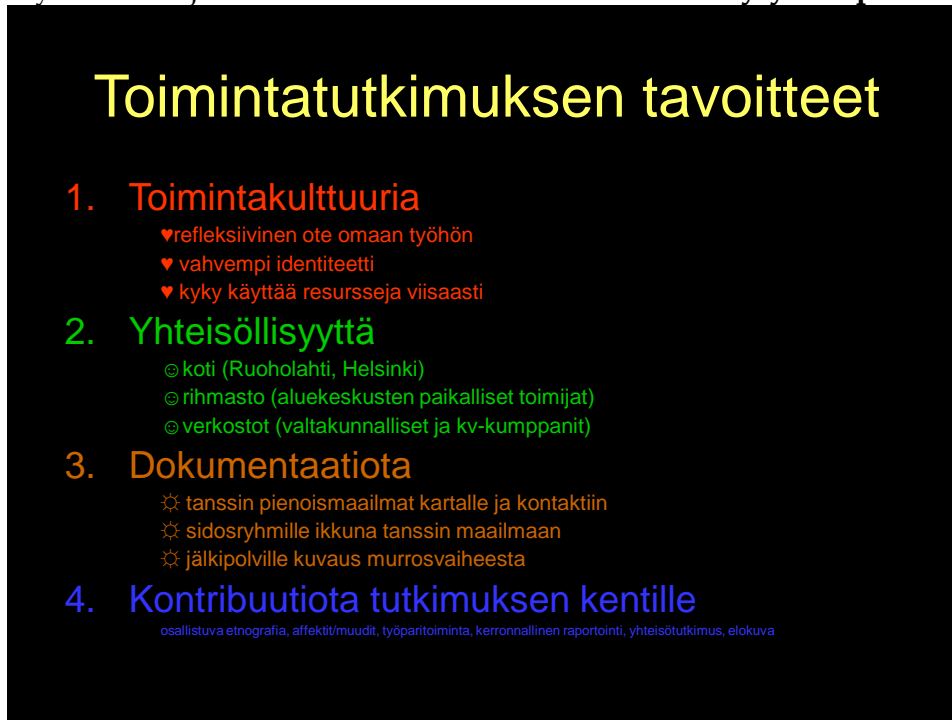 Toimintatutkimuksen tavoitteet
1. Toimintakulttuuria
♥refleksiivinen ote omaan työhön
♥ vahvempi identiteetti
♥ kyky käyttää resursseja viisaasti
2. Yhteisöllisyyttä
☺koti (Ruoholahti, Helsinki)
☺rihmasto (aluekeskusten paikalliset toimijat)
☺verkostot (valtakunnalliset ja kv-kumppanit)
3. Dokumentaatiota
☼ tanssin pienoismaailmat kartalle ja kontaktiin
☼ sidosryhmille ikkuna tanssin maailmaan
☼ jälkipolville kuvaus murrosvaiheesta
4. Kontribuutiota tutkimuksen kentille
osallistuva etnografia, affektit/muudit, työparitoiminta, kerronnallinen raportointi, yhteisötutkimus, elokuva